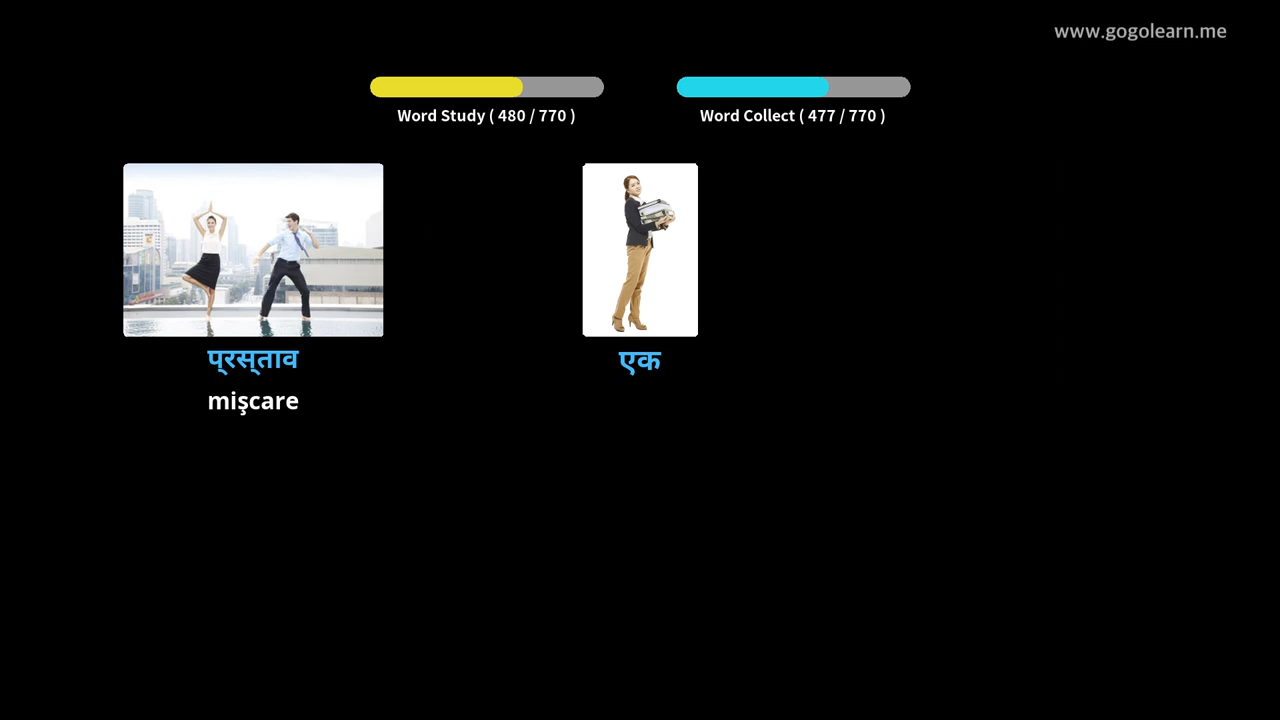 www.gogolearn.me
Word Study ( 480 / 770 )
Word Collect ( 477 / 770 )
प्रस्ताव
mişcare
एक